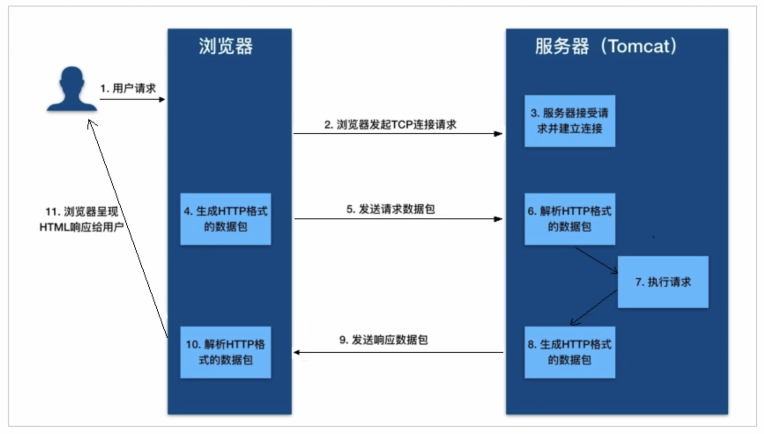 浏览器
服务器（Tomcat）
1. 用户请求
2. 浏览器发起TCP连接请求
3. 服务器接受请
求并建立连接
4. 生成HTTP格式
的数据包
5. 发送请求数据包
6. 解析HTTP格式
的数据包
7. 执行请求
8. 生成HTTP格式
的数据包
9. 发送响应数据包
10. 解析HTTP格
式的数据包
11. 浏览器呈现
HTML响应给用户